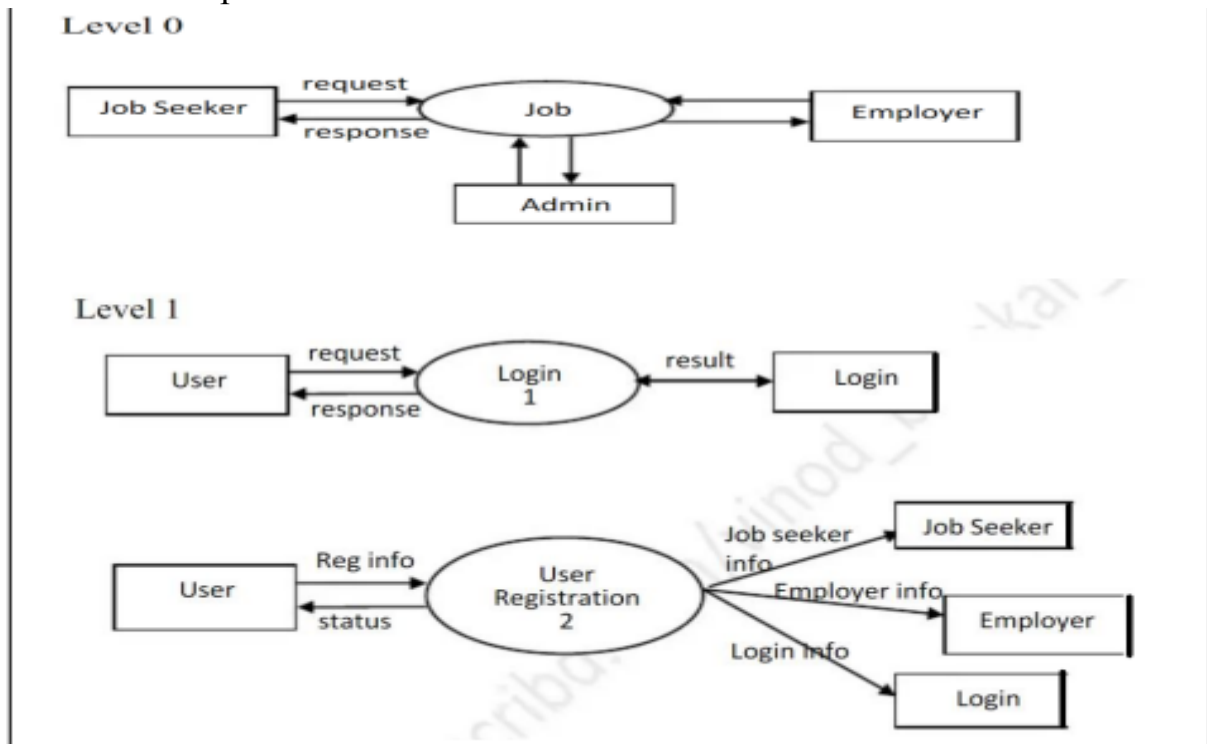 Level 0
request
Job Seeker
Job
Employer
response
Admin
Level 1
request
result
User
Login
1
Login
response
Job seeker
info
Job Seeker
Reg info
User
User
Registration
2
Employer info
Employer
status
Login info
Login